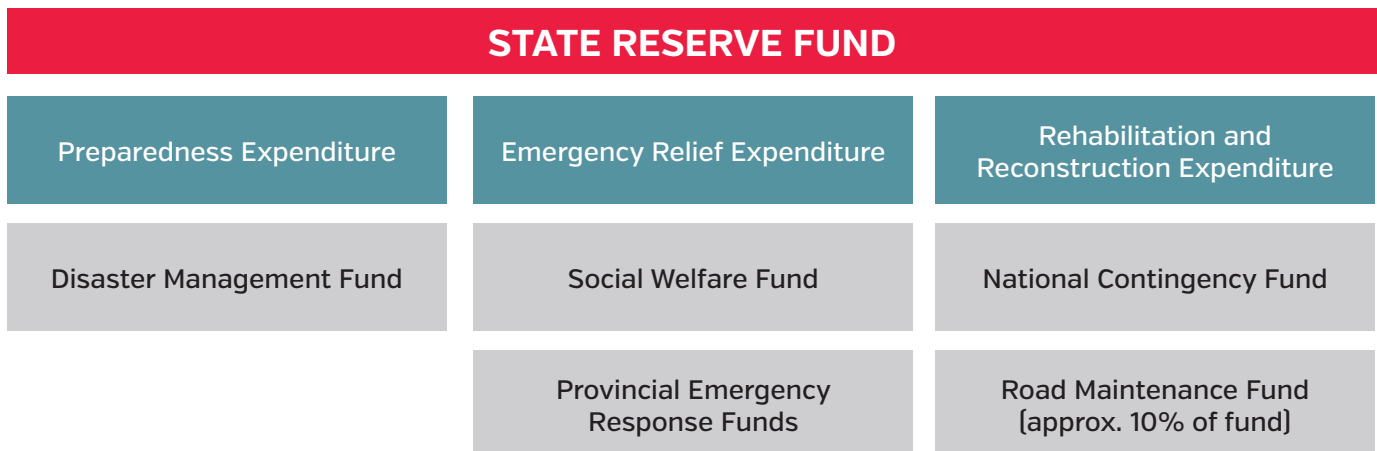 STATE RESERVE FUND
Preparedness Expenditure
Emergency Relief Expenditure
Rehabilitation and
Reconstruction Expenditure
Disaster Management Fund
Social Welfare Fund
National Contingency Fund
Provincial Emergency
Response Funds
Road Maintenance Fund
(approx. 10% of fund)